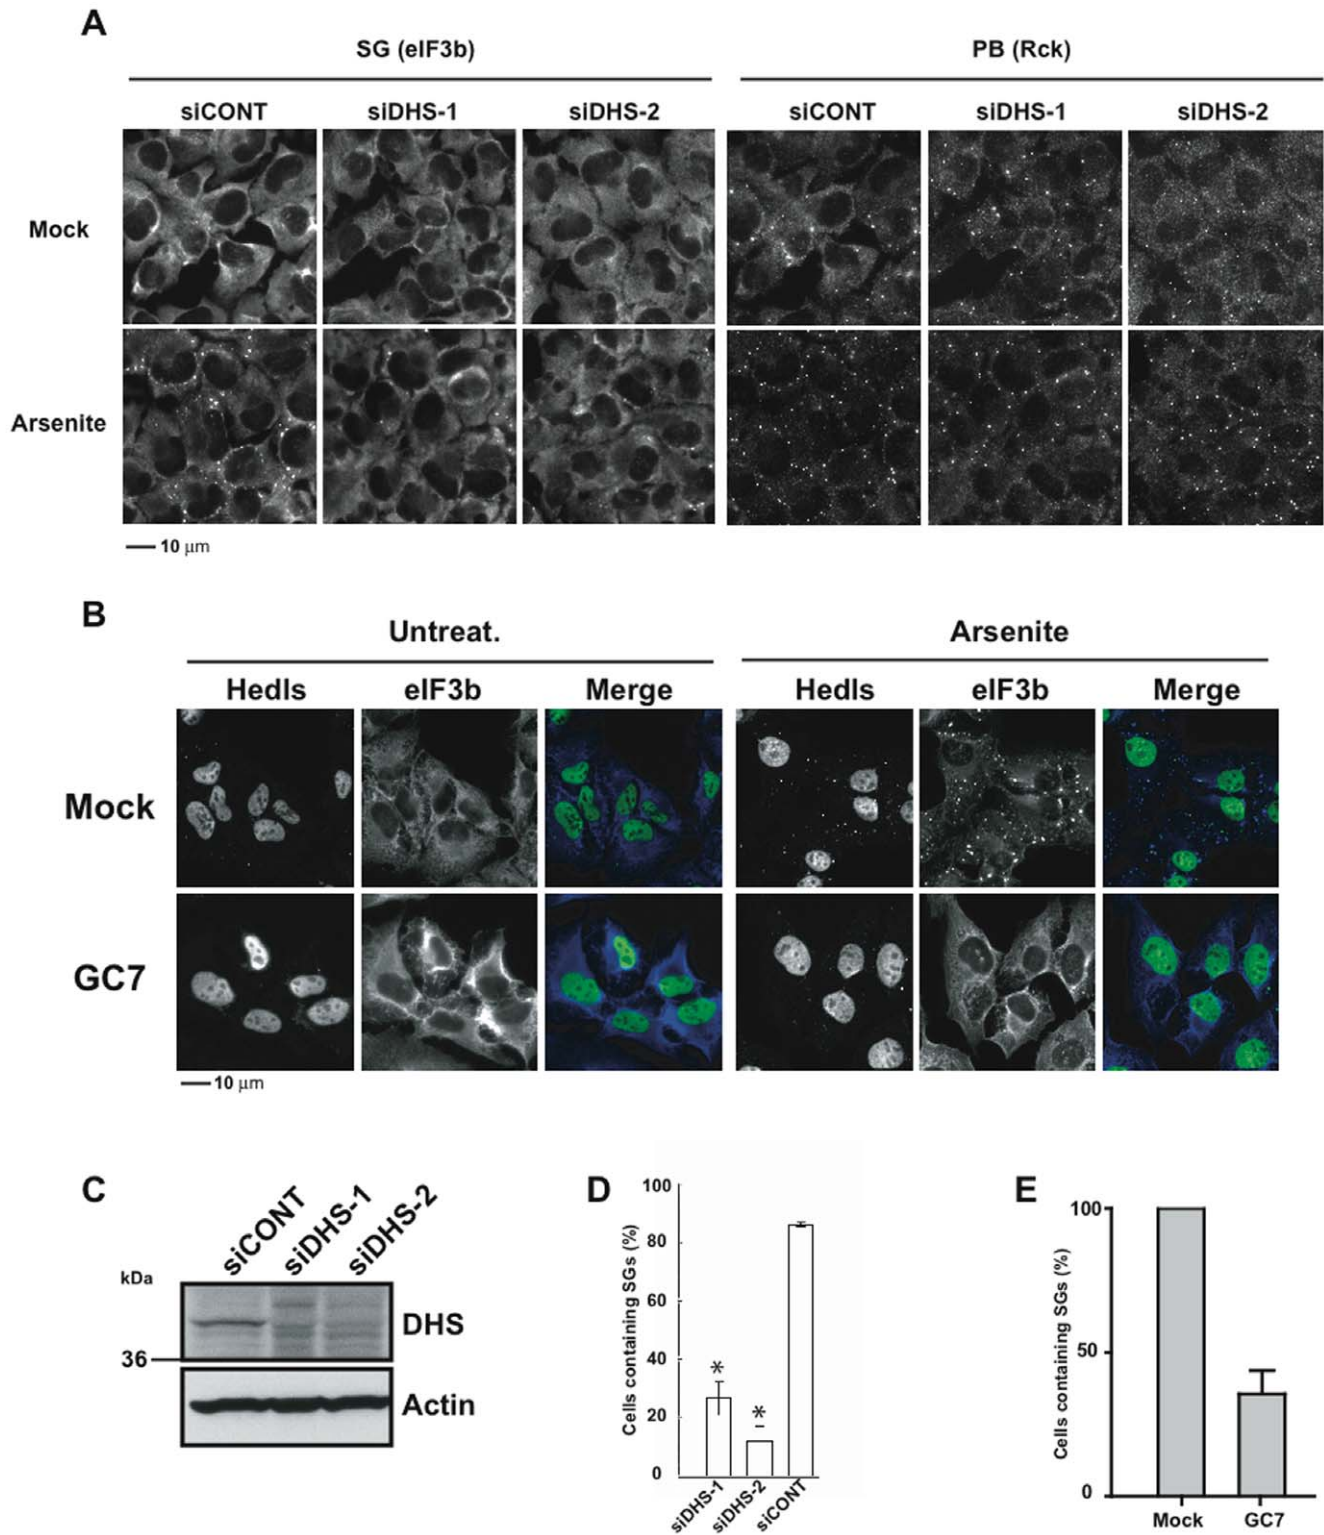 A
SG (eIF3b)
PB (Rck)
siCONT siDHS-1 siDHS-2 siCONT siDHS-1 siDHS-2
Mock
Arsenite
10 μm
B
Untreat.
Arsenite
Hedls eIF3b Merge Hedls eIF3b Merge
Mock
GC7
10 μm
C
siCONT siDHS-1 siDHS-2
kDa
DHS
36
Actin
D
Cells containing SGs (%)
100
80
60
40
20
0
*
*
siDHS-1 siDHS-2 siCONT
E
Cells containing SGs (%)
100
50
0
Mock GC7